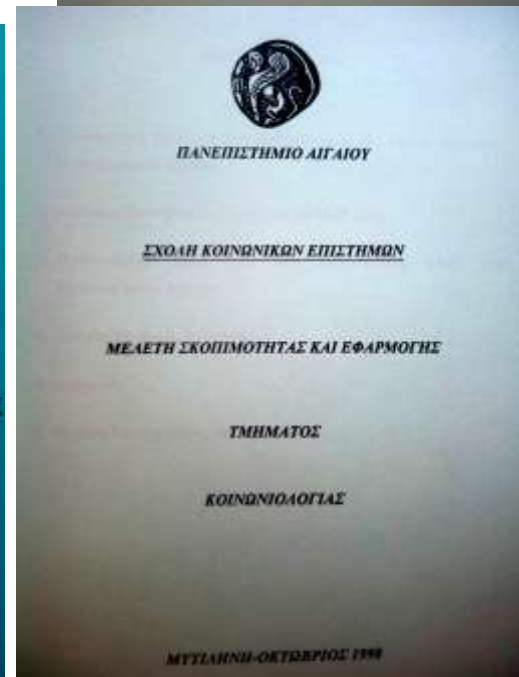 ΠΑΝΕΠΙΣΤΗΜΙΟ ΑΙΓΑΙΟΥ
ΣΧΟΛΗ ΚΟΙΝΩΝΙΚΩΝ ΕΠΙΣΤΗΜΩΝ
ΜΕΛΕΤΗ ΣΚΟΠΙΜΟΤΗΤΑΣ ΚΑΙ ΕΦΑΡΜΟΓΗΣ
ΤΜΗΜΑΤΟΣ
ΚΟΙΝΩΝΙΟΛΟΓΙΑΣ
ΜΥΤΙΛΗΝΗ-ΟΚΤΩΒΡΙΟΣ 1998